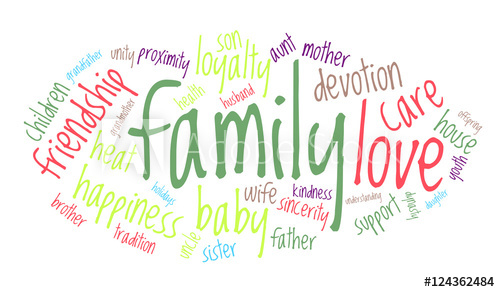 son
loyalty
aunt
mother
unity
proximity
grandfather
children
friendship
grandmother
health
husband
devotion
care
offspring
house
youth
family
love
heat
happiness
holidays
baby
wife
kindness
sincerity
understanding
support
dynasty
daughter
brother
tradition
uncle
sister
father
#124362484